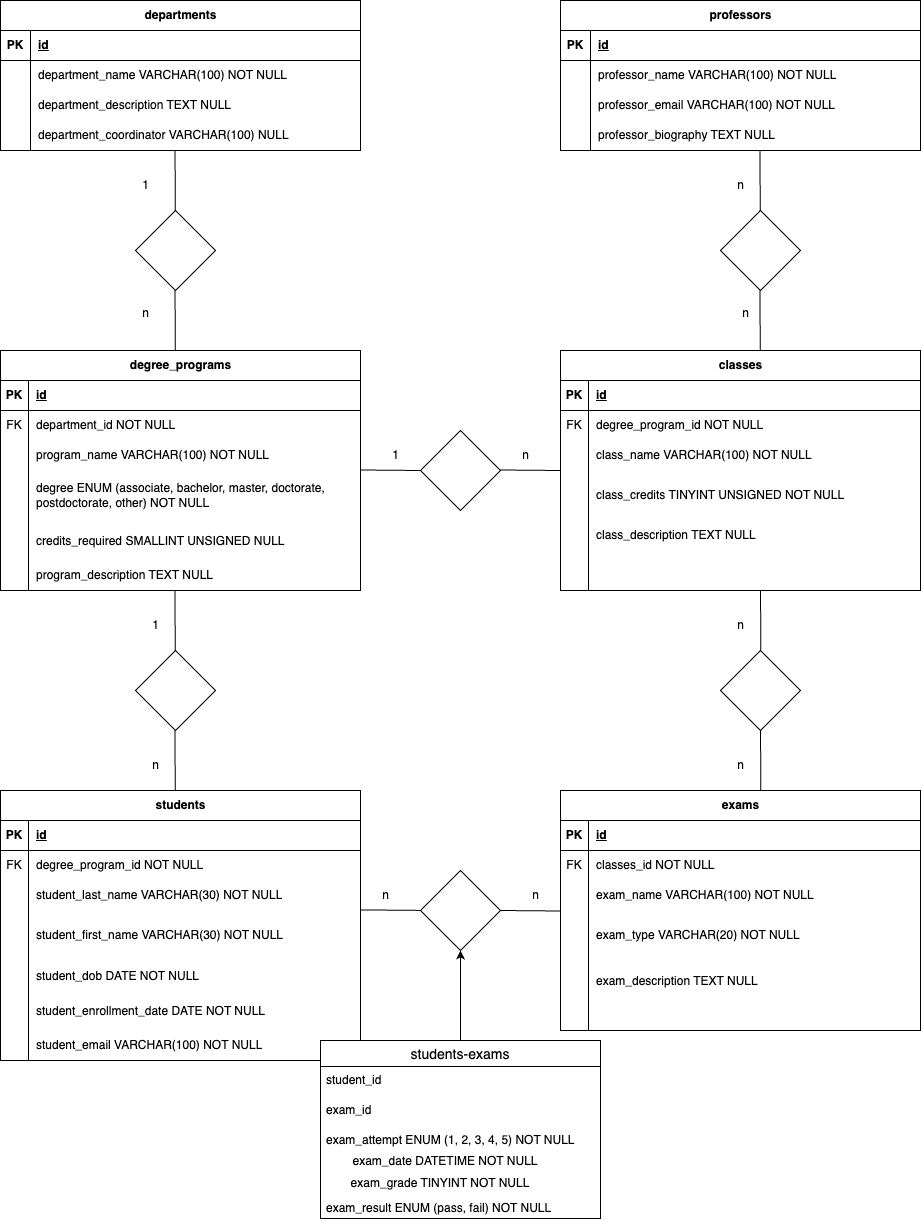 departments
PK id
department_name VARCHAR(100) NOT NULL
department_description TEXT NULL
department_coordinator VARCHAR(100) NULL
professors
PK id
professor_name VARCHAR(100) NOT NULL
professor_email VARCHAR(100) NOT NULL
professor_biography TEXT NULL
1
n
n
n
degree_programs
PK id
FK department_id NOT NULL
program_name VARCHAR(100) NOT NULL
degree ENUM (associate, bachelor, master, doctorate,
postdoctorate, other) NOT NULL
credits_required SMALLINT UNSIGNED NULL
program_description TEXT NULL
1
n
classes
PK id
FK degree_program_id NOT NULL
class_name VARCHAR(100) NOT NULL
class_credits TINYINT UNSIGNED NOT NULL
class_description TEXT NULL
1
n
n
n
students
PK id
FK degree_program_id NOT NULL
student_last_name VARCHAR(30) NOT NULL
student_first_name VARCHAR(30) NOT NULL
student_dob DATE NOT NULL
student_enrollment_date DATE NOT NULL
student_email VARCHAR(100) NOT NULL
n
n
exams
PK id
FK classes_id NOT NULL
exam_name VARCHAR(100) NOT NULL
exam_type VARCHAR(20) NOT NULL
exam_description TEXT NULL
students-exams
student_id
exam_id
exam_attempt ENUM (1, 2, 3, 4, 5) NOT NULL
exam_date DATETIME NOT NULL
exam_grade TINYINT NOT NULL
exam_result ENUM (pass, fail) NOT NULL